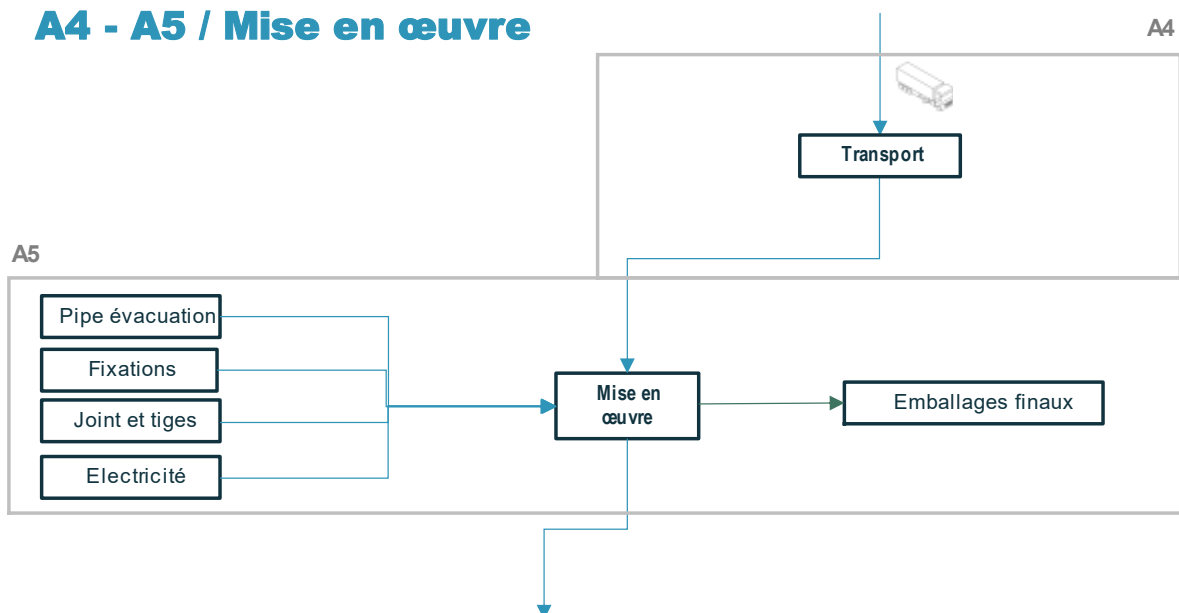 A4 - A5 / Mise en œuvre
A4
Transport
A5
Pipe évacuation
Fixations
Joint et tiges
Electricité
Mise en
œuvre
Emballages finaux